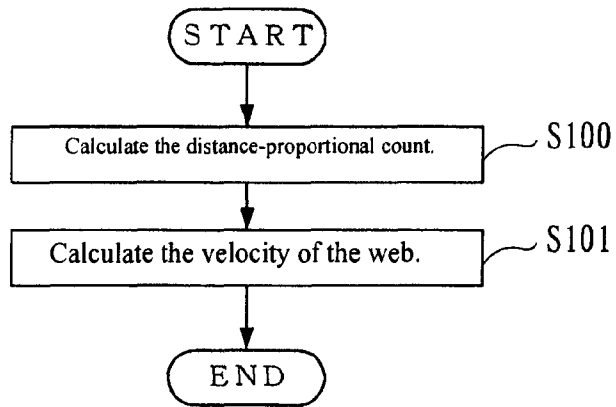 START
Calculate the distance-proportional count.
S100
Calculate the velocity of the web.
S101
END